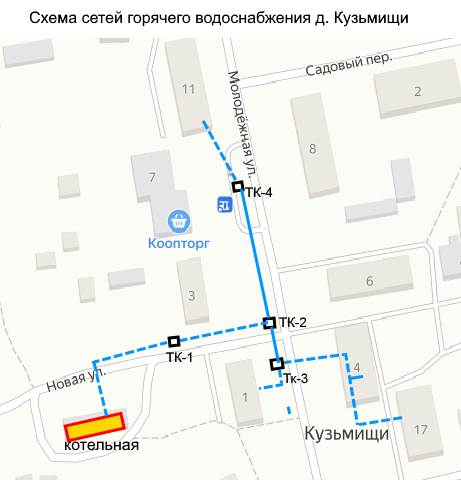 Схема сетей горячего водоснабжения д. Кузьмищи
Садовый пер.
11
Молодёжная ул.
2
8
7
ТК-4
Коопторг
6
3
ТК-2
ТК-1
Тк-3
4
Новая ул.
1
Кузьмищи
17
котельная